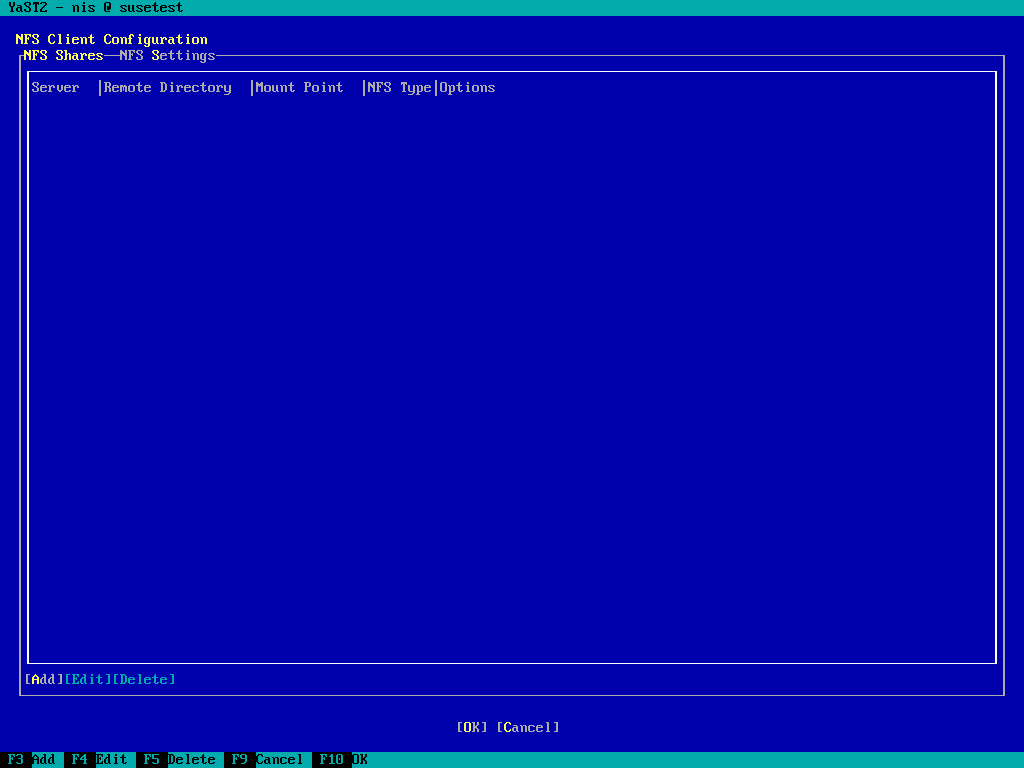 YaST2 - nis @ susetest
NFS Client Configuration
NFS Shares NFS Settings
Server |Remote Directory |Mount Point |NFS Type|Options
[Add][Edit][Delete]
[OK] [Cancel]
F3 Add F4 Edit F5 Delete F9 Cancel F10 OK